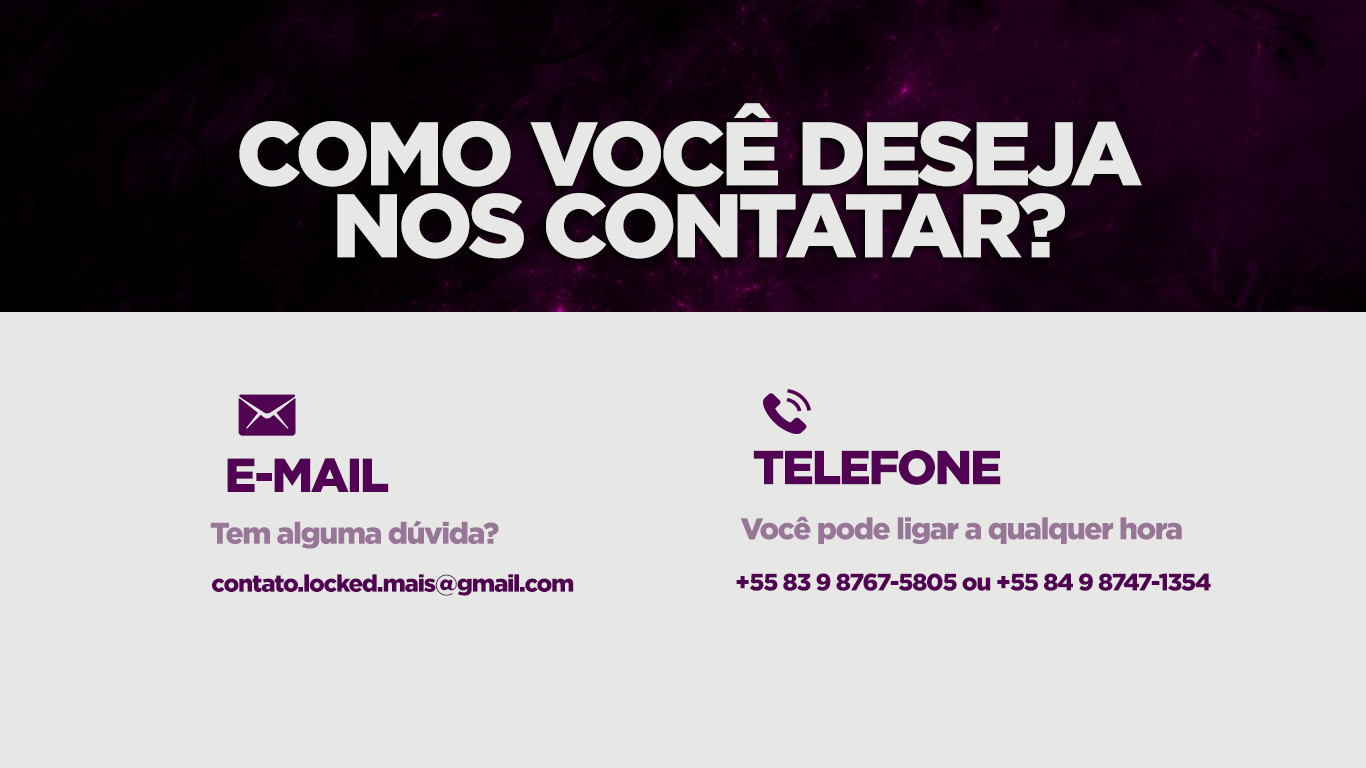 COMO VOCÊ DESEJA
NOS CONTATAR?
E-MAIL
Tem alguma dúvida?
contato.locked.mais@gmail.com
TELEFONE
Você pode ligar a qualquer hora
+55 83 9 8767-5805 ou +55 84 9 8747-1354